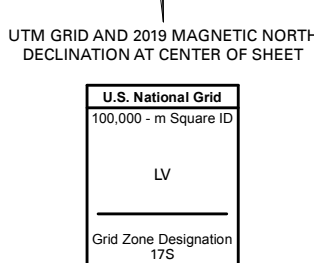 UTM GRID AND 2019 MAGNETIC NORTH
DECLINATION AT CENTER OF SHEET
U.S. National Grid
100,000 - m Square ID
LV
Grid Zone Designation
17S